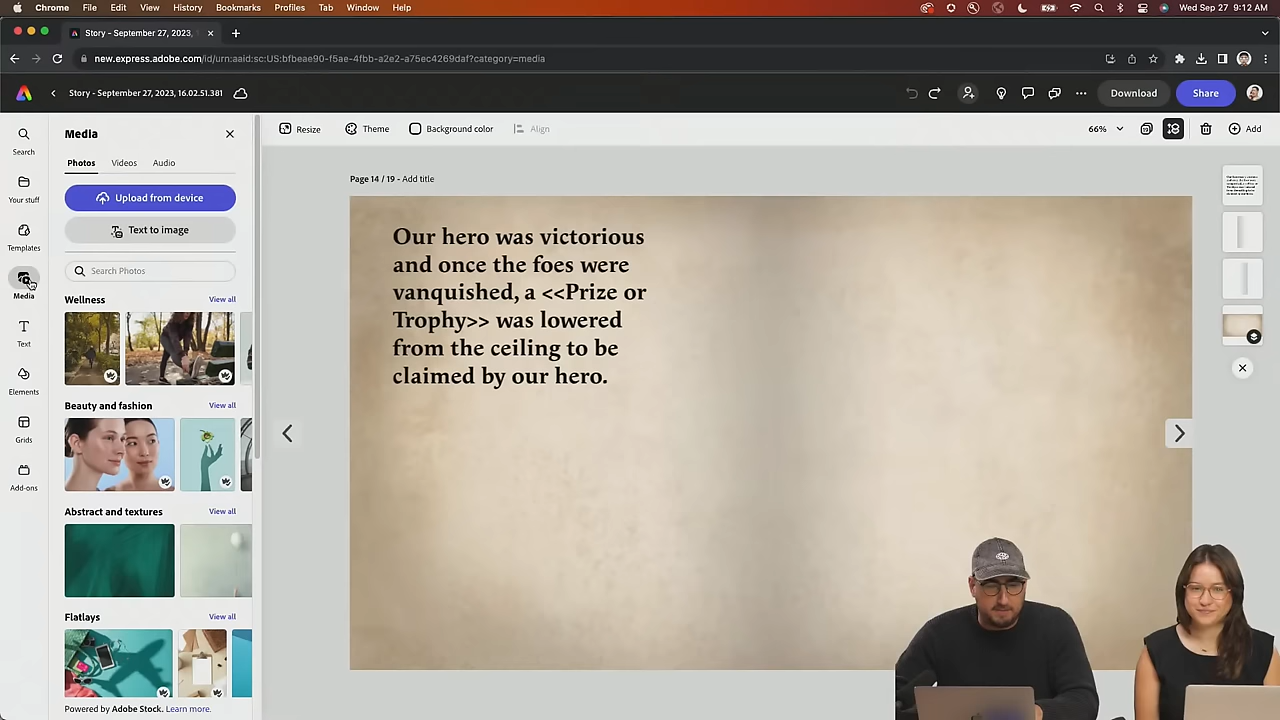 Chrome File Edit View History Bookmarks Profiles Tab Window Help Wed Sep 27 9:12 AM
Story - September 27, 2023,
new.express.adobe.com/id/urn:aaid:sc:US:bfbeae90-f5ae-4fbb-a2e2-a75ec4269daf?category=media
Story - September 27, 2023, 16.02.51.381 Download Share
Search
Your stuff
Templates
Media
Text
Elements
Grids
Add-ons
Media
Photos Videos Audio
Upload from device
Text to image
Search Photos
Wellness View all
Beauty and fashion View all
Abstract and textures View all
Flatlays View all
Powered by Adobe Stock. Learn more.
Resize Theme Background color Align 66% Add
Page 14 / 19 - Add title
Our hero was victorious
and once the foes were
vanquished, a <<Prize or
Trophy>> was lowered
from the ceiling to be
claimed by our hero.